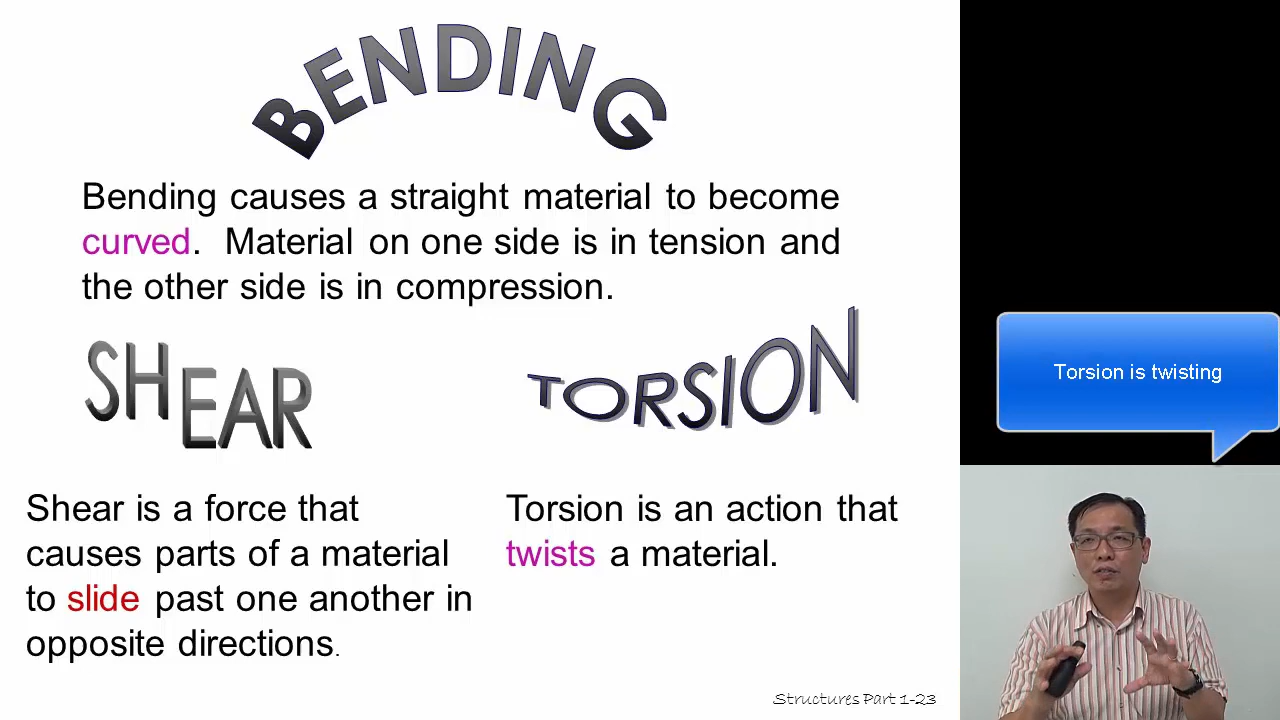 BENDING
Bending causes a straight material to become
curved. Material on one side is in tension and
the other side is in compression.
SHEAR
Shear is a force that
causes parts of a material
to slide past one another in
opposite directions.
TORSION
Torsion is an action that
twists a material.
Structures Part 1-23
Torsion is twisting